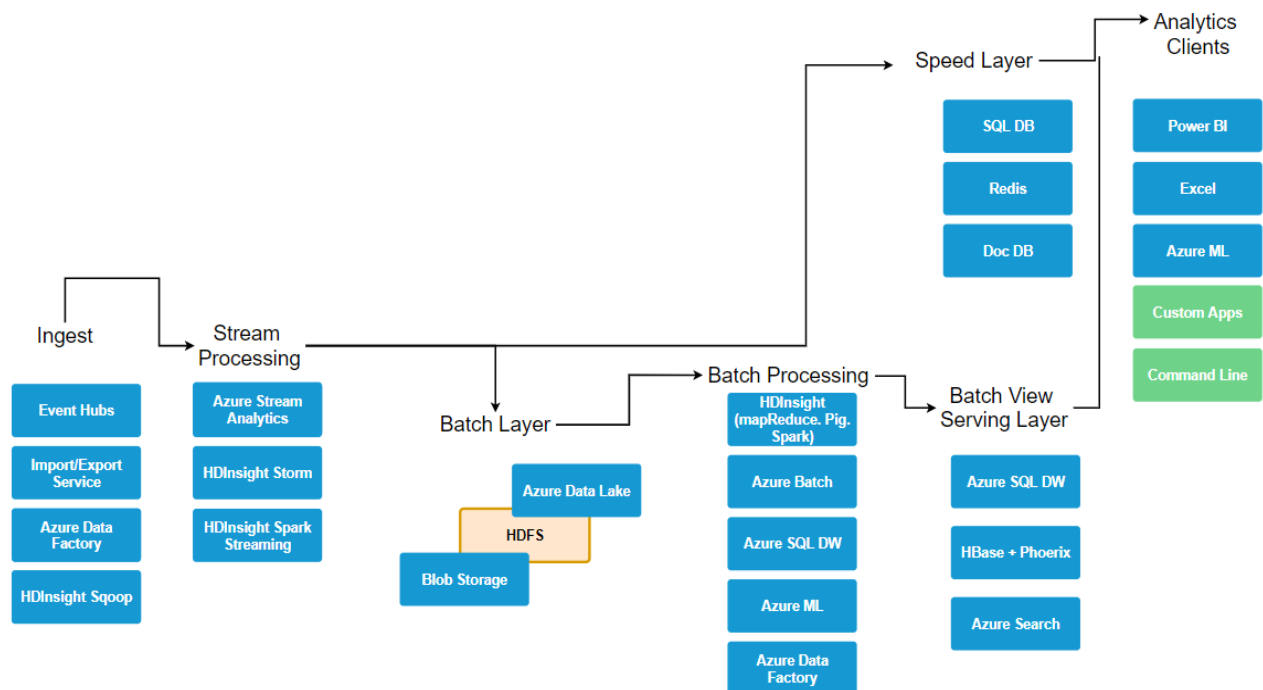 Ingest
Event Hubs
Import/Export
Service
Azure Data
Factory
HDInsight Sqoop
Stream
Processing
Azure Stream
Analytics
HDInsight Storm
HDInsight Spark
Streaming
Batch Layer
Azure Data Lake
HDFS
Blob Storage
Batch Processing
HDInsight
(mapReduce. Pig.
Spark)
Azure Batch
Azure SQL DW
Azure ML
Azure Data
Factory
Speed Layer
SQL DB
Redis
Doc DB
Batch View
Serving Layer
Azure SQL DW
HBase + Phoerix
Azure Search
Analytics
Clients
Power BI
Excel
Azure ML
Custom Apps
Command Line